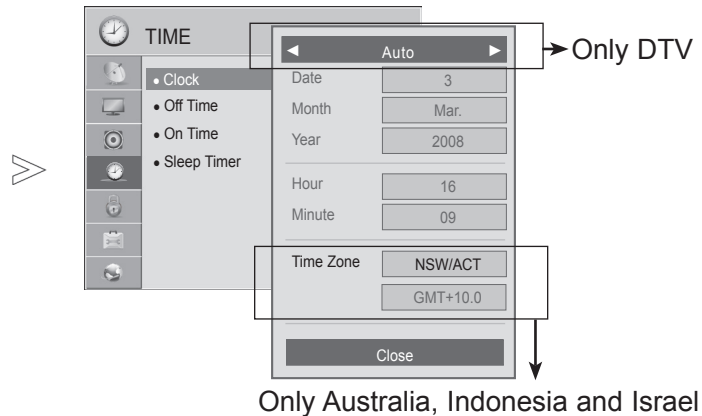 TIME
• Clock
• Off Time
• On Time
• Sleep Timer
◄ Auto ►
Only DTV
Date 3
Month Mar.
Year 2008
Hour 16
Minute 09
Time Zone NSW/ACT
GMT+10.0
Close
Only Australia, Indonesia and Israel